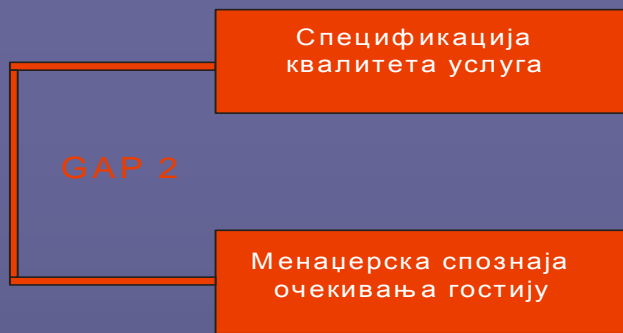 Спецификација
квалитета услуга
GAP 2
Менаџерска спознаја
очекивања гостију